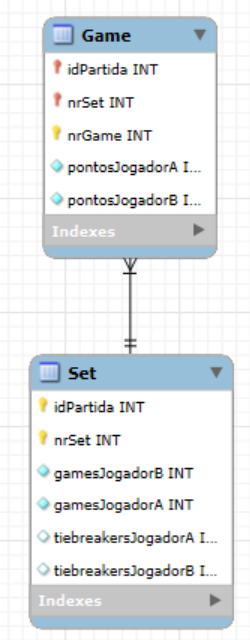 Game
idPartida INT
nrSet INT
nrGame INT
pontosJogadorA I...
pontosJogadorB I...
Indexes
Set
idPartida INT
nrSet INT
gamesJogadorB INT
gamesJogadorA INT
tiebreakersJogadorA I...
tiebreakersJogadorB I...
Indexes